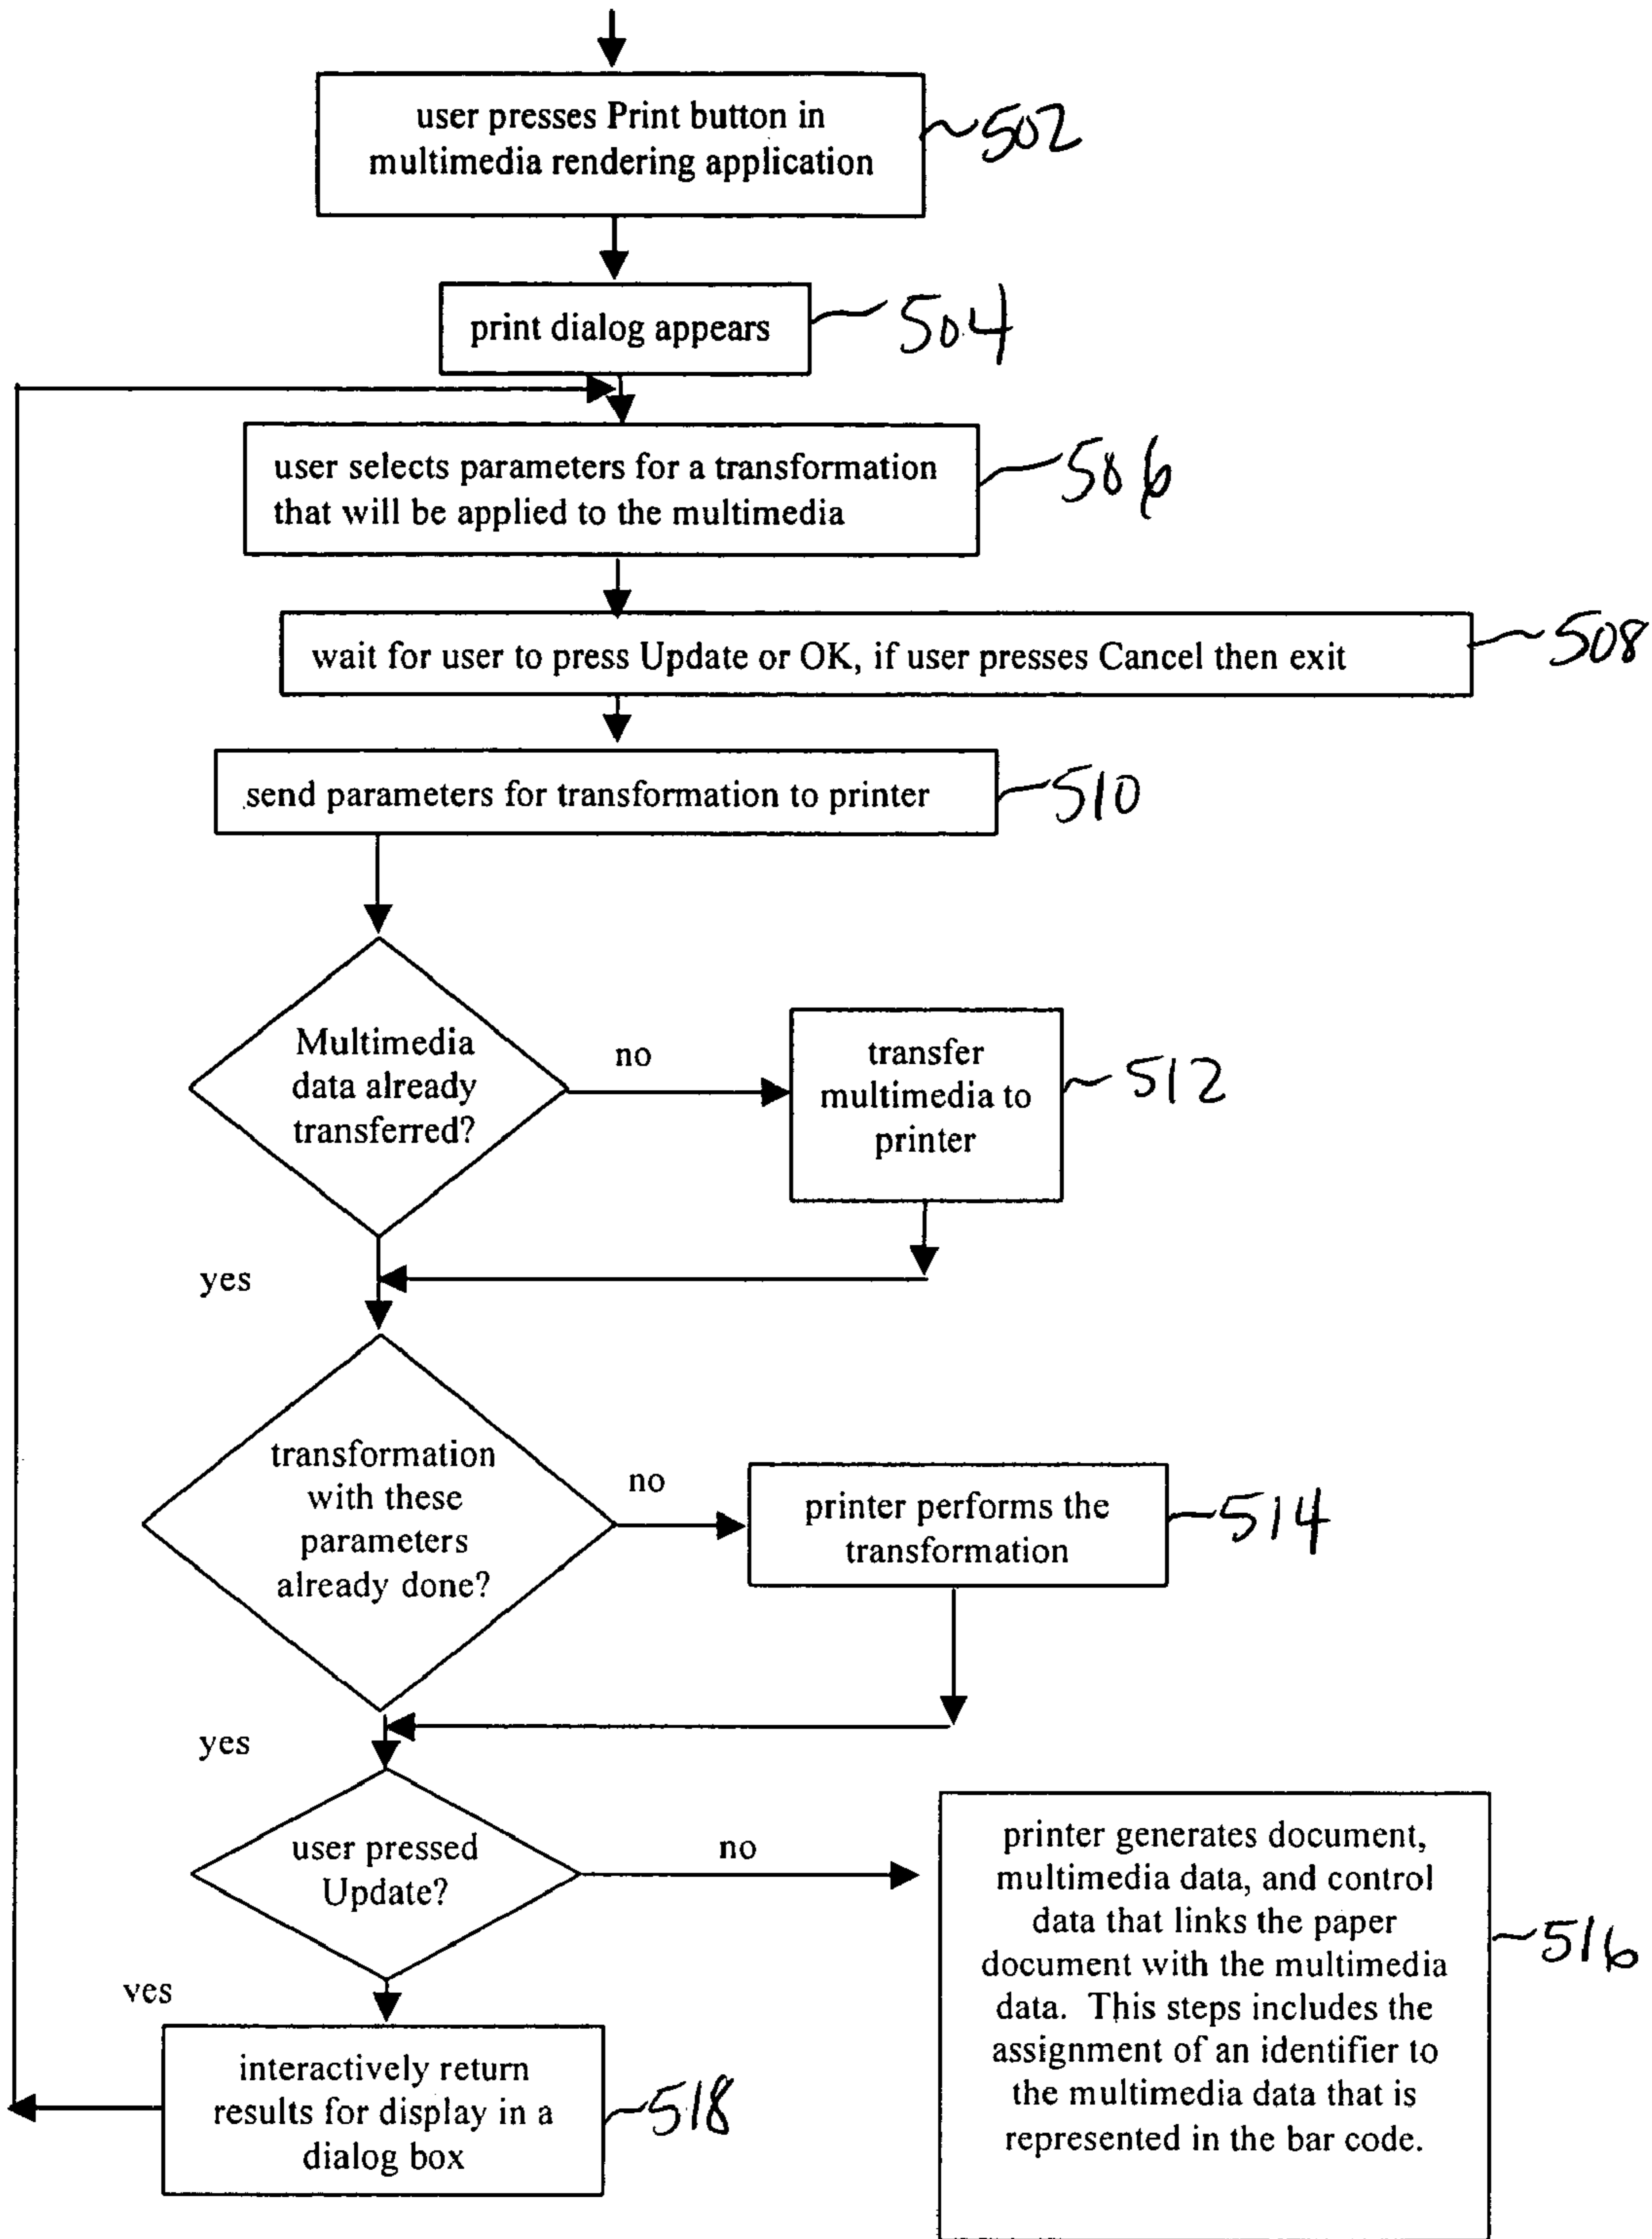 user presses Print button in
multimedia rendering application
502
print dialog appears
504
user selects parameters for a transformation
that will be applied to the multimedia
506
wait for user to press Update or OK, if user presses Cancel then exit
508
send parameters for transformation to printer
510
Multimedia
data already
transferred?
no
transfer
multimedia to
printer
512
yes
transformation
with these
parameters
already done?
no
printer performs the
transformation
514
yes
user pressed
Update?
no
printer generates document,
multimedia data, and control
data that links the paper
document with the multimedia
data. This steps includes the
assignment of an identifier to
the multimedia data that is
represented in the bar code.
516
ves
interactively return
results for display in a
dialog box
518